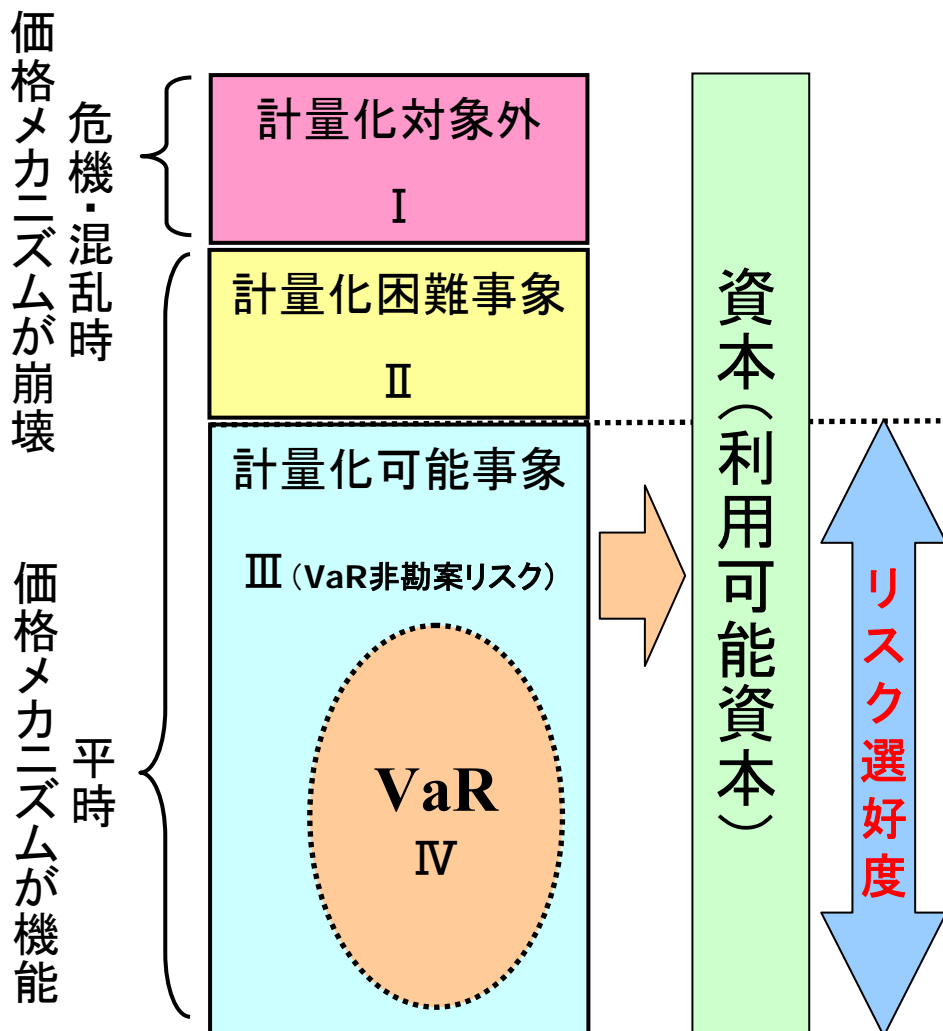 価格メカニズムが崩壊
危機・混乱時
計量化対象外
Ⅰ
計量化困難事象
Ⅱ
計量化可能事象
Ⅲ(VaR非勘案リスク)
VaR
Ⅳ
価格メカニズムが機能
平時
資本(利用可能資本)
リスク選好度